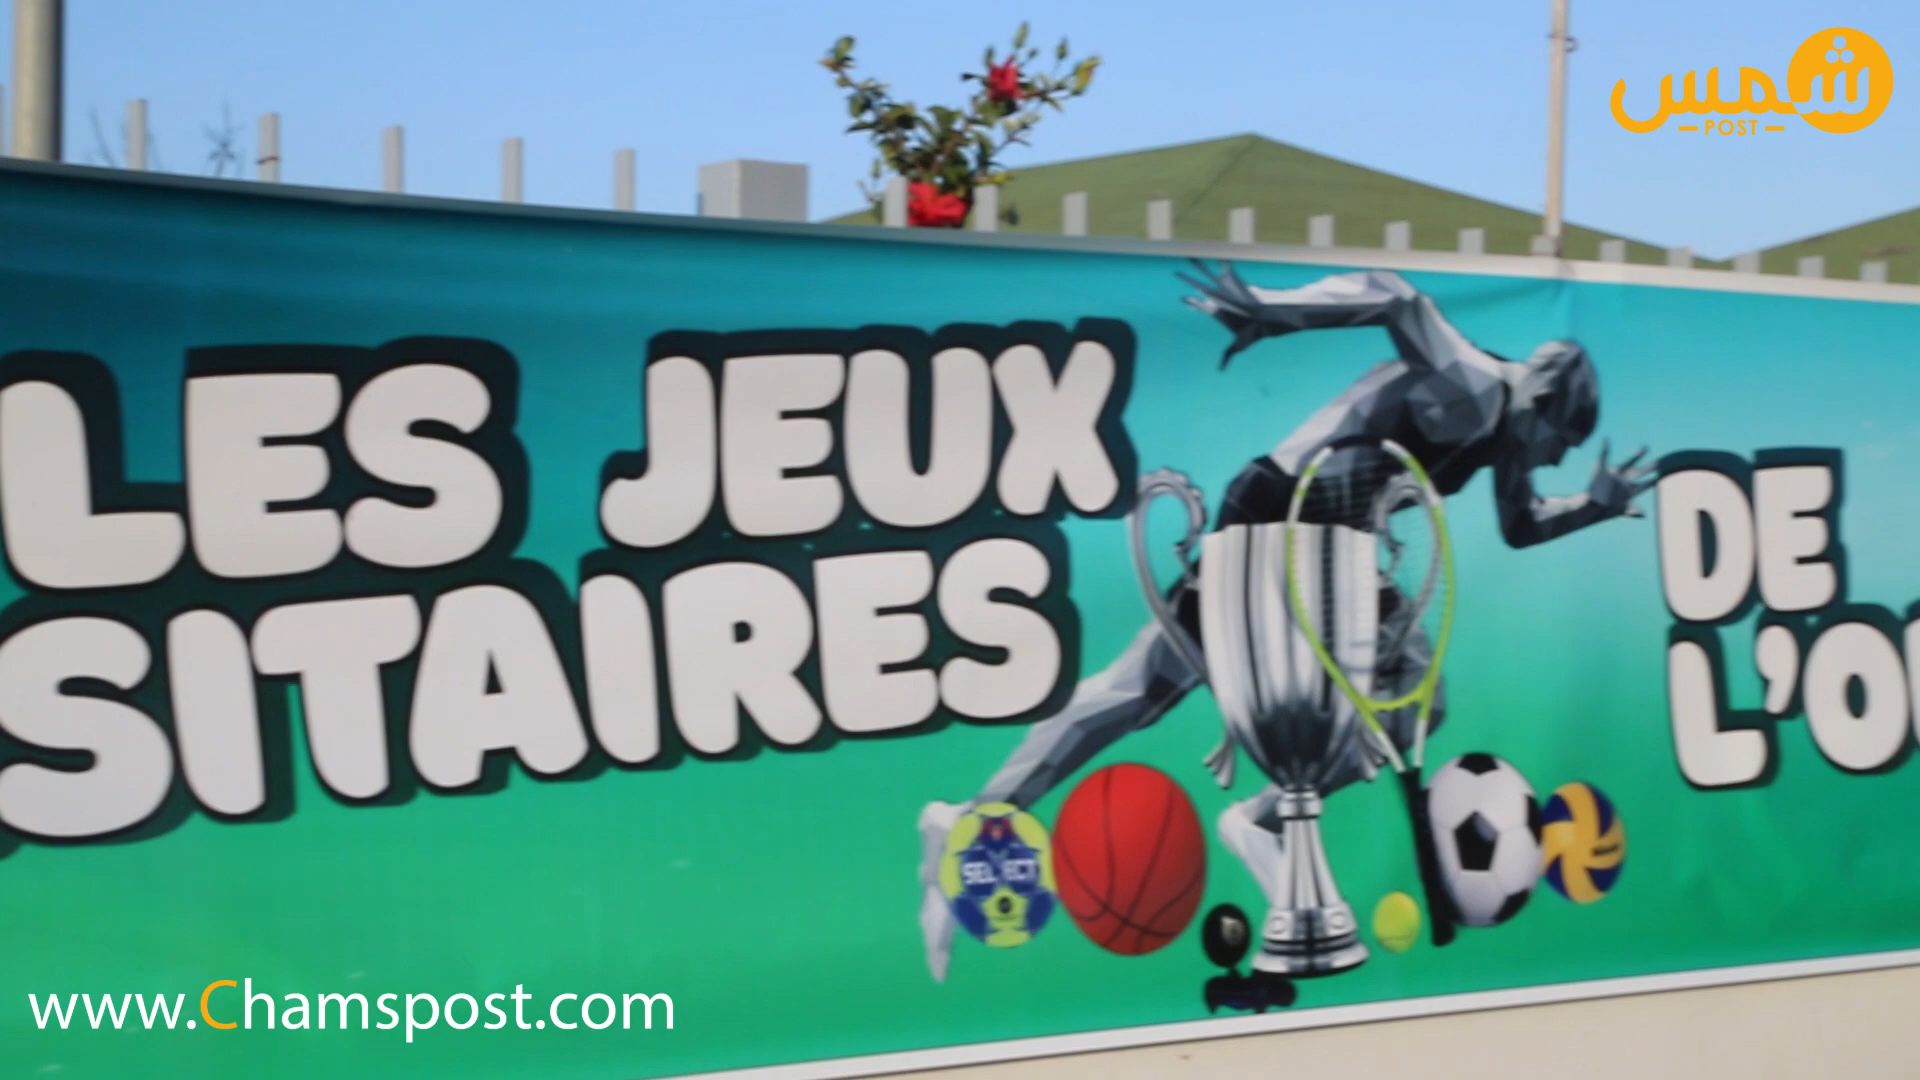 شمس
POST
LES JEUX
SITAIRES
DE
L'O
SELECT
www.Chamspost.com